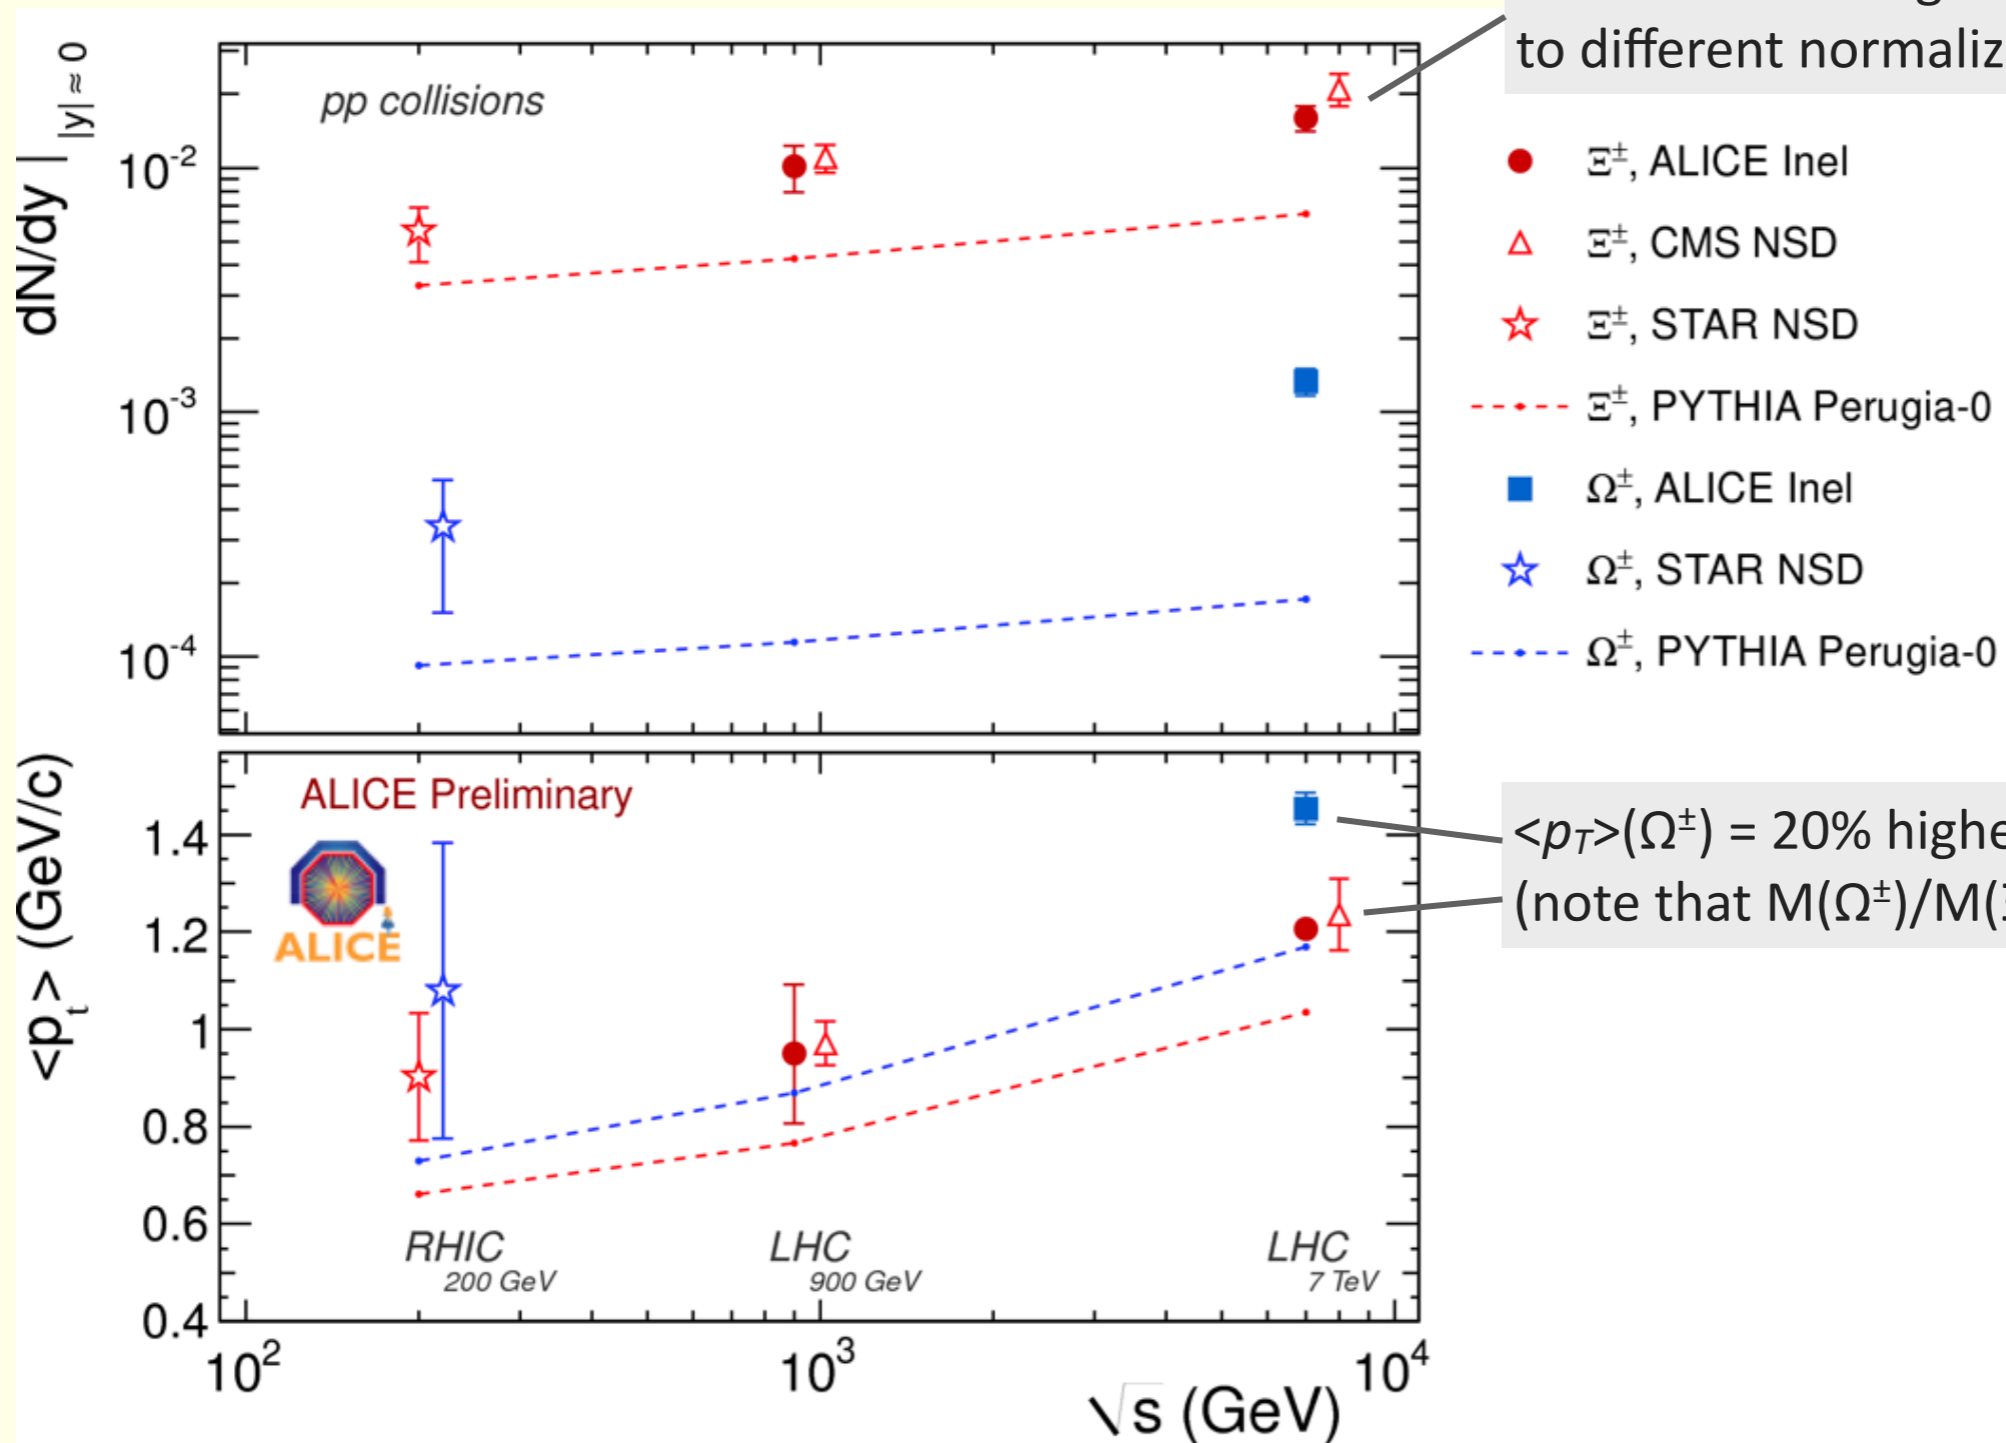 to different normaliz
pp collisions
dN/dy | |y| ≈ 0
10⁻²
10⁻³
10⁻⁴
Ξ±, ALICE Inel
Ξ±, CMS NSD
Ξ±, STAR NSD
Ξ±, PYTHIA Perugia-0
Ω±, ALICE Inel
Ω±, STAR NSD
Ω±, PYTHIA Perugia-0
ALICE Preliminary
ALICE
<pₜ> (GeV/c)
1.4
1.2
1
0.8
0.6
0.4
<p_T>(Ω±) = 20% highe
(note that M(Ω±)/M(
RHIC
200 GeV
LHC
900 GeV
LHC
7 TeV
10²
10³
10⁴
√s (GeV)